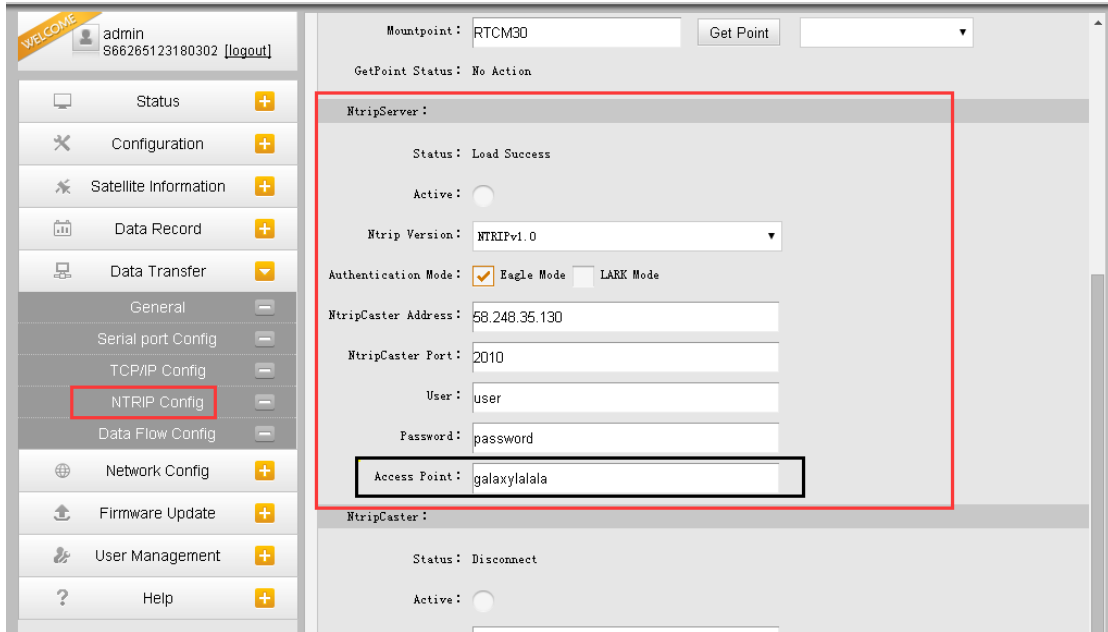 WELCOME
admin
S66265123180302 [logout]
Status
Configuration
Satellite Information
Data Record
Data Transfer
General
Serial port Config
TCP/IP Config
NTRIP Config
Data Flow Config
Network Config
Firmware Update
User Management
? Help
Mountpoint: RTCM30 Get Point
GetPoint Status: No Action
NtripServer:
Status: Load Success
Active:
Ntrip Version: NTRIPv1.0
Authentication Mode: Eagle Mode LARK Mode
NtripCaster Address: 58.248.35.130
NtripCaster Port: 2010
User: user
Password: password
Access Point: galaxylalala
NtripCaster:
Status: Disconnect
Active: